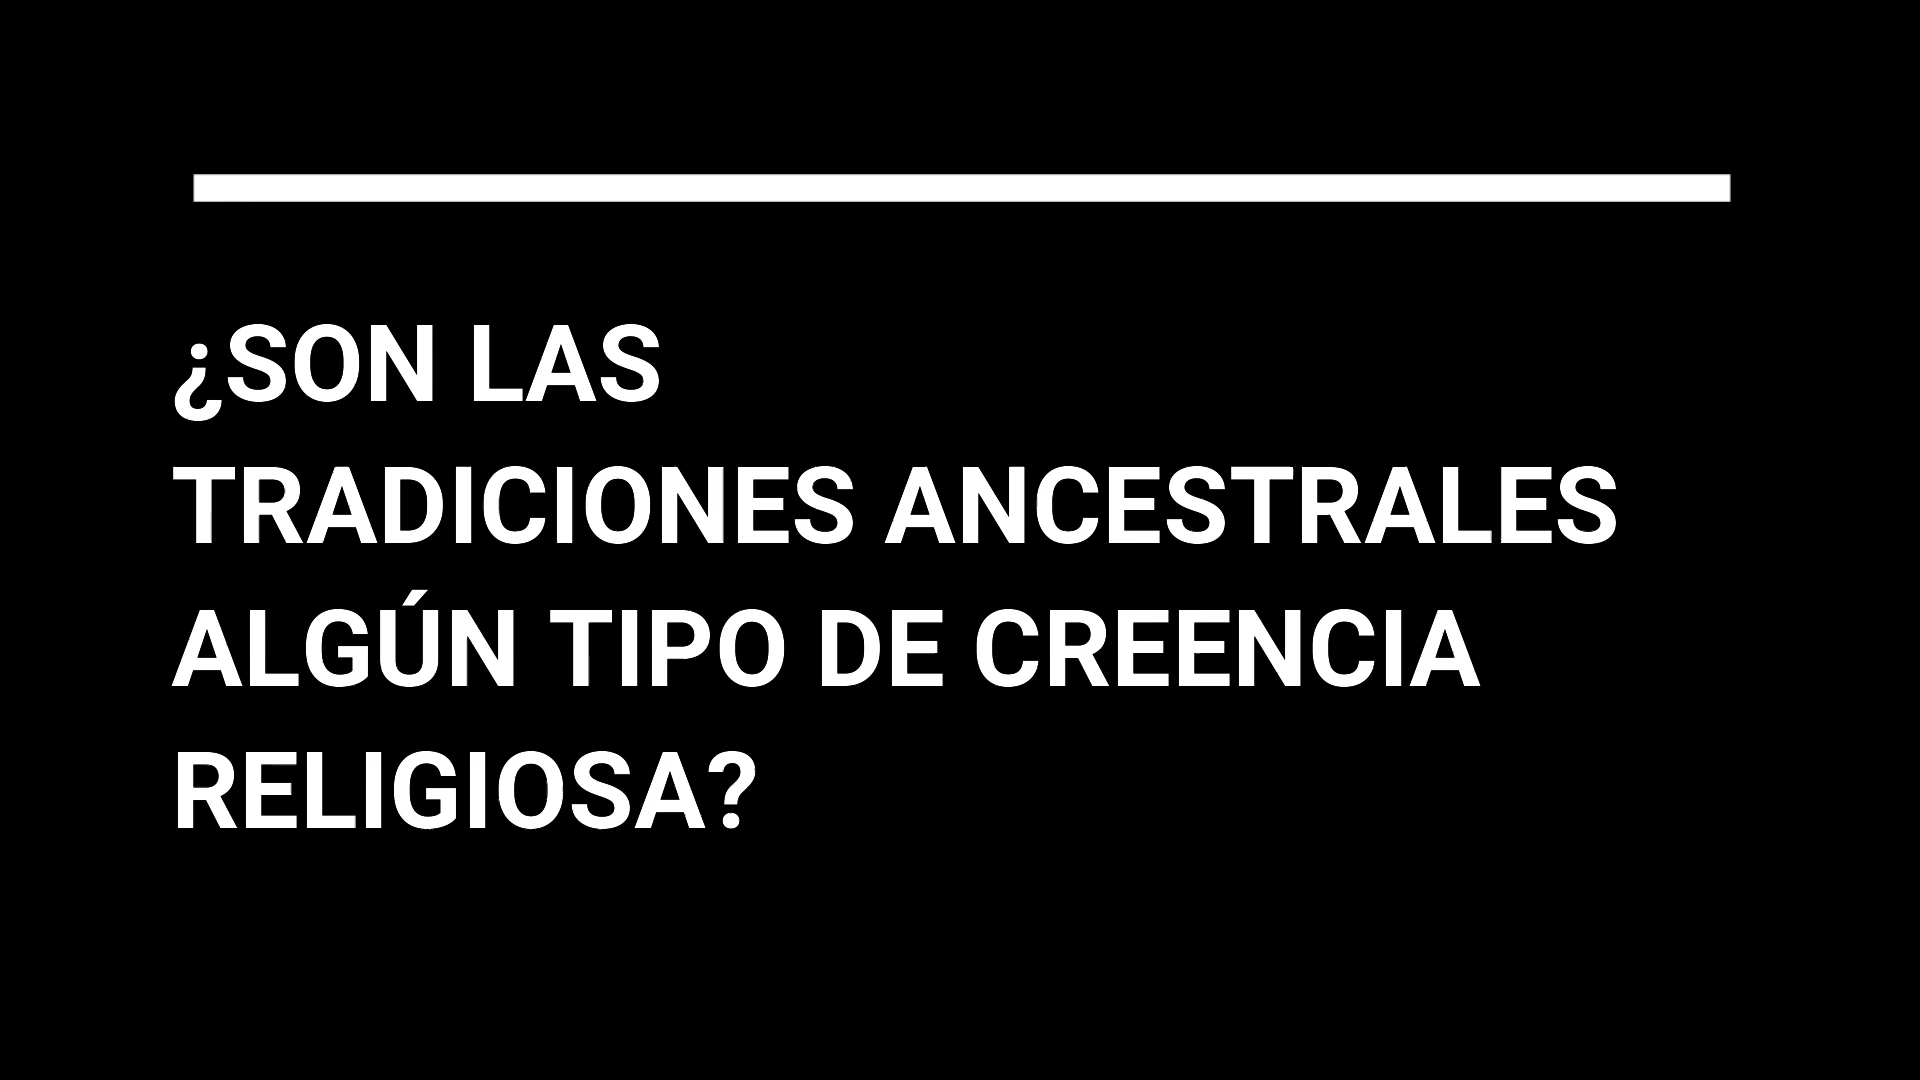 ¿SON LAS
TRADICIONES ANCESTRALES
ALGÚN TIPO DE CREENCIA
RELIGIOSA?